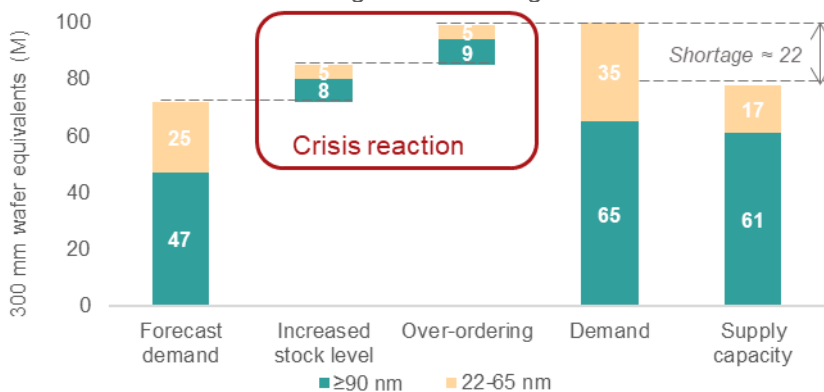 100
80
60
40
20
0
300 mm wafer equivalents (M)
25
47
5
8
5
9
Crisis reaction
35
65
Shortage ≈ 22
17
61
Forecast
demand
Increased
stock level
Over-ordering
Demand
Supply
capacity
≥90 nm
22-65 nm